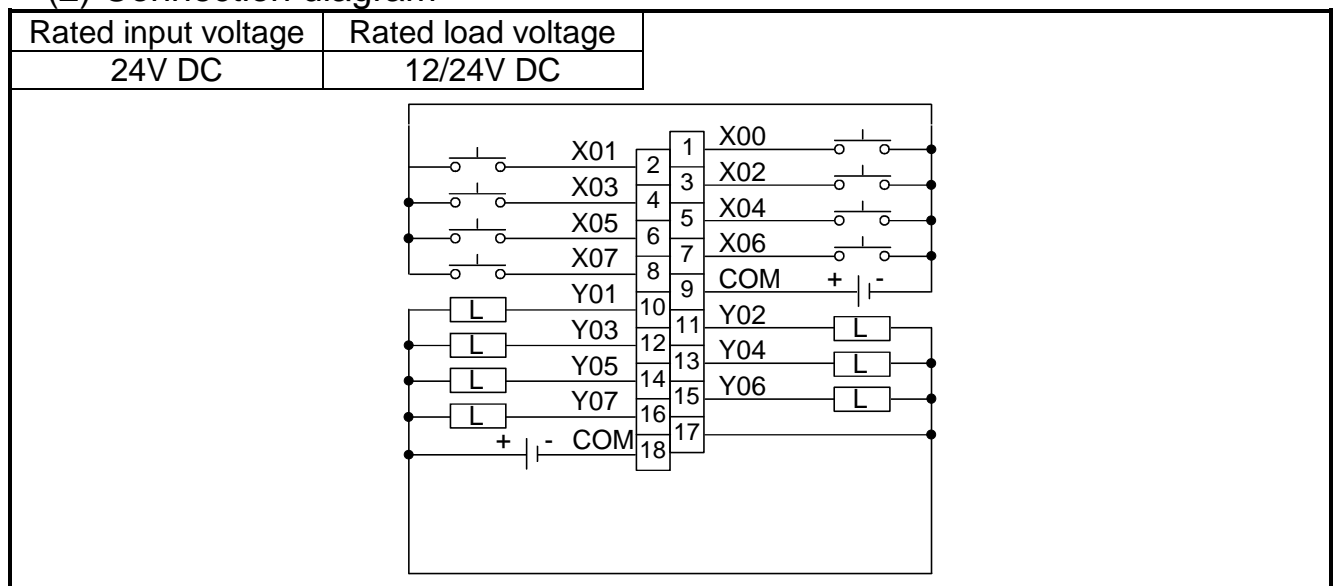 (2) Connection diagram
Rated input voltage Rated load voltage
24V DC 12/24V DC
X01 2 1 X00
X03 4 3 X02
X05 6 5 X04
X07 8 7 X06
Y01 10 9 COM + -
L
Y03 12 11 Y02 L
L
Y05 14 13 Y04 L
L
Y07 16 15 Y06 L
L
+ - COM 18 17